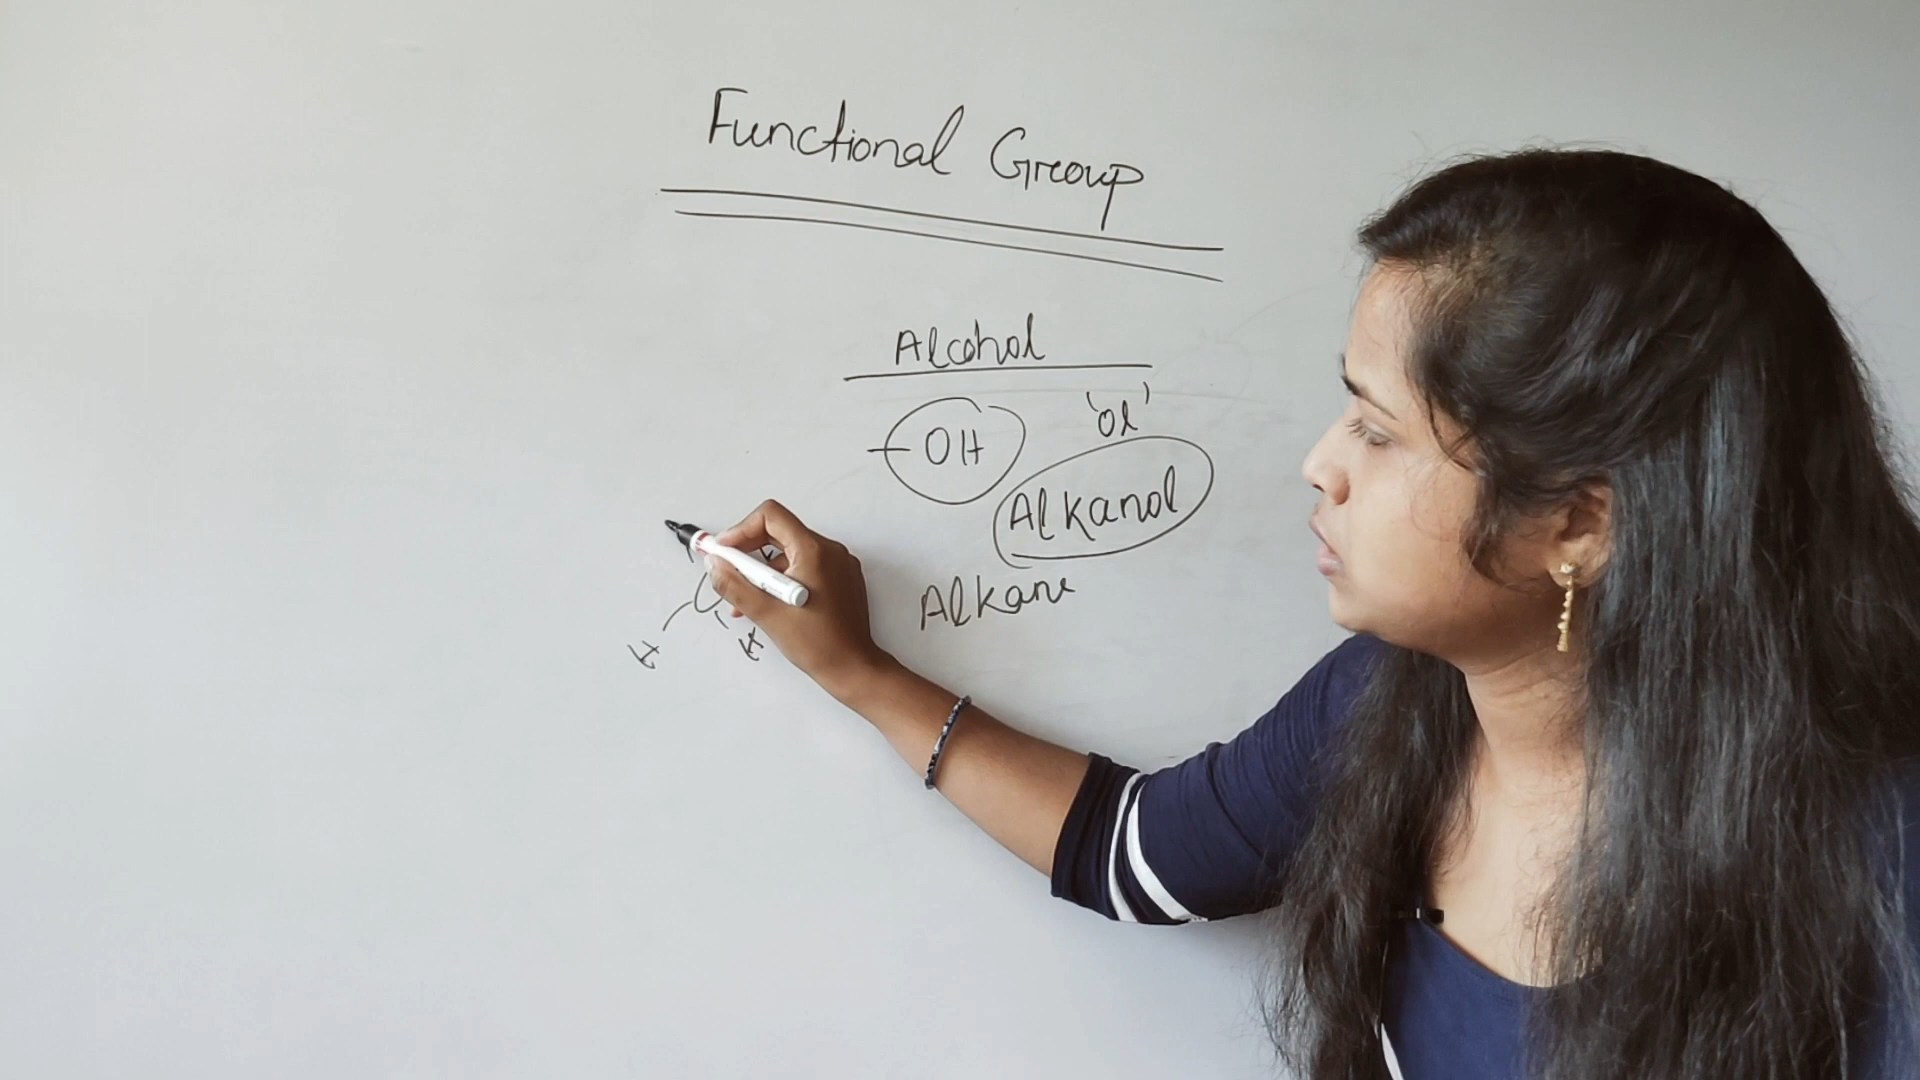 Functional Group
Alcohol
-OH 'ol'
Alkanol
Alkane
C
H
H
H